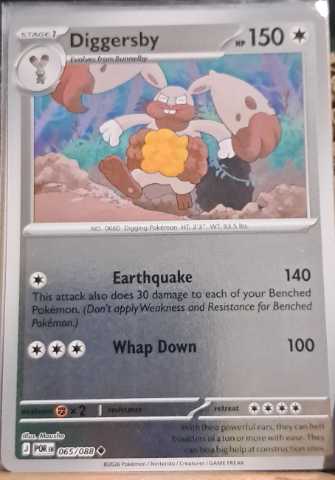 STAGE 1
Diggersby
HP 150
Evolves from Bunnelby
NO. 0660 Digging Pokémon HT: 3'3" WT: 93.5 lbs.
Earthquake 140
This attack also does 30 damage to each of your Benched
Pokémon. (Don't apply Weakness and Resistance for Benched
Pokémon.)
Whap Down 100
weakness ×2 resistance retreat
Illus. Mousho
With their powerful ears, they can heft
boulders of a ton or more with ease. They can
be a big help at construction sites.
J POR EN 065/088
©2026 Pokémon / Nintendo / Creatures / GAME FREAK